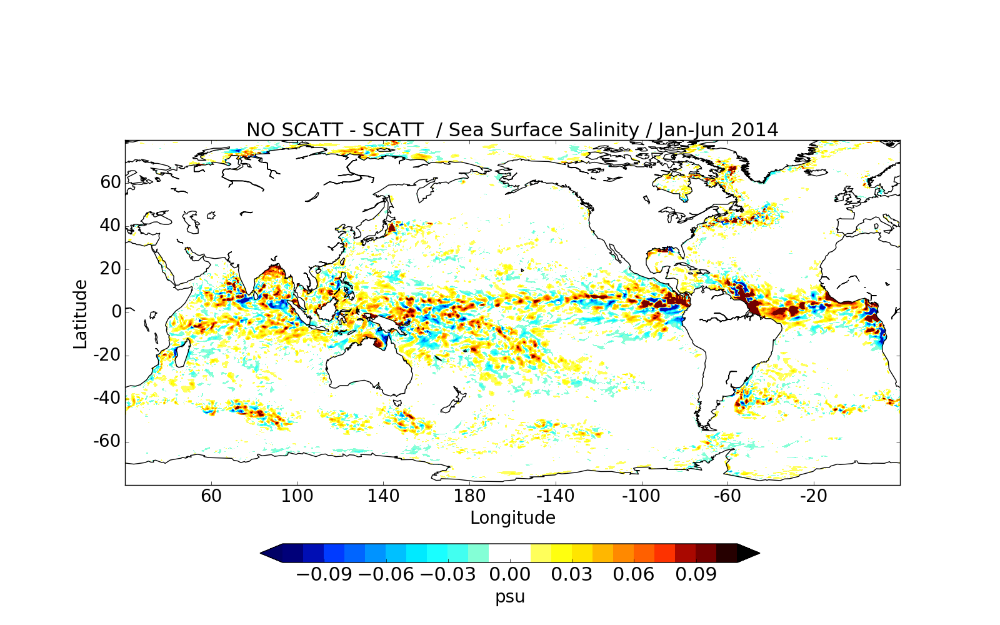 NO SCATT - SCATT  / Sea Surface Salinity / Jan-Jun 2014
Latitude
60
40
20
0
-20
-40
-60
60 100 140 180 -140 -100 -60 -20
Longitude
−0.09 −0.06 −0.03 0.00 0.03 0.06 0.09
psu